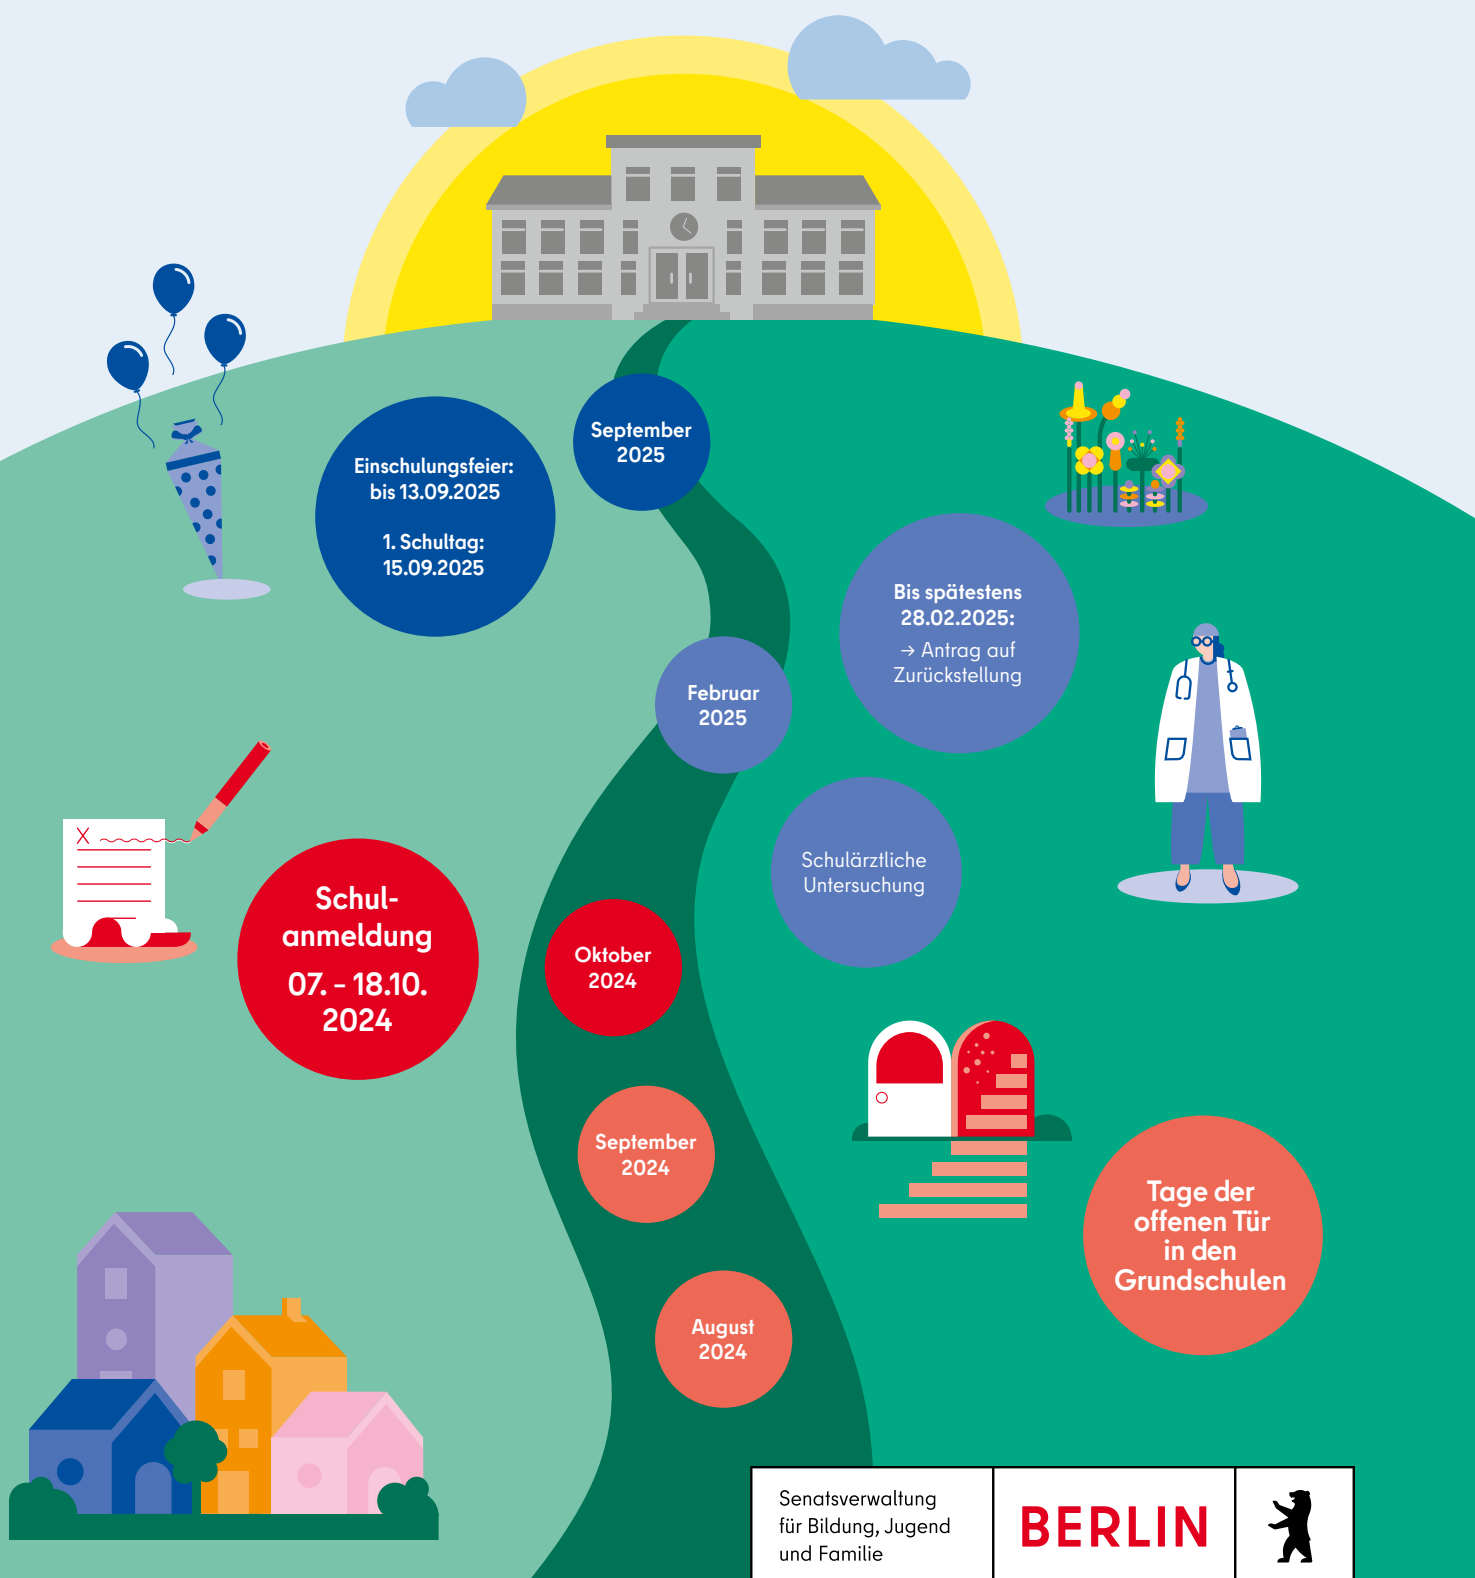 September
2025
Einschulungsfeier:
bis 13.09.2025
1. Schultag:
15.09.2025
Bis spätestens
28.02.2025:
→ Antrag auf
Zurückstellung
Februar
2025
Schulärztliche
Untersuchung
Schul-
anmeldung
07. – 18.10.
2024
Oktober
2024
September
2024
Tage der
offenen Tür
in den
Grundschulen
August
2024
Senatsverwaltung
für Bildung, Jugend
und Familie
BERLIN